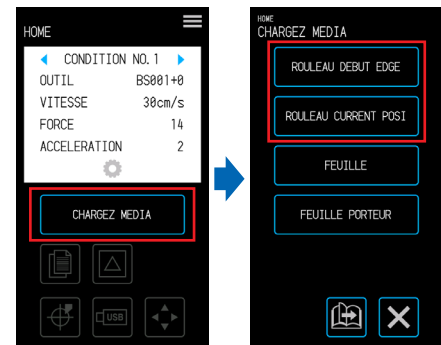 HOME
CONDITION NO.1
OUTIL BS001+0
VITESSE 30cm/s
FORCE 14
ACCELERATION 2
CHARGEZ MEDIA
USB
HOME
CHARGEZ MEDIA
ROULEAU DEBUT EDGE
ROULEAU CURRENT POSI
FEUILLE
FEUILLE PORTEUR